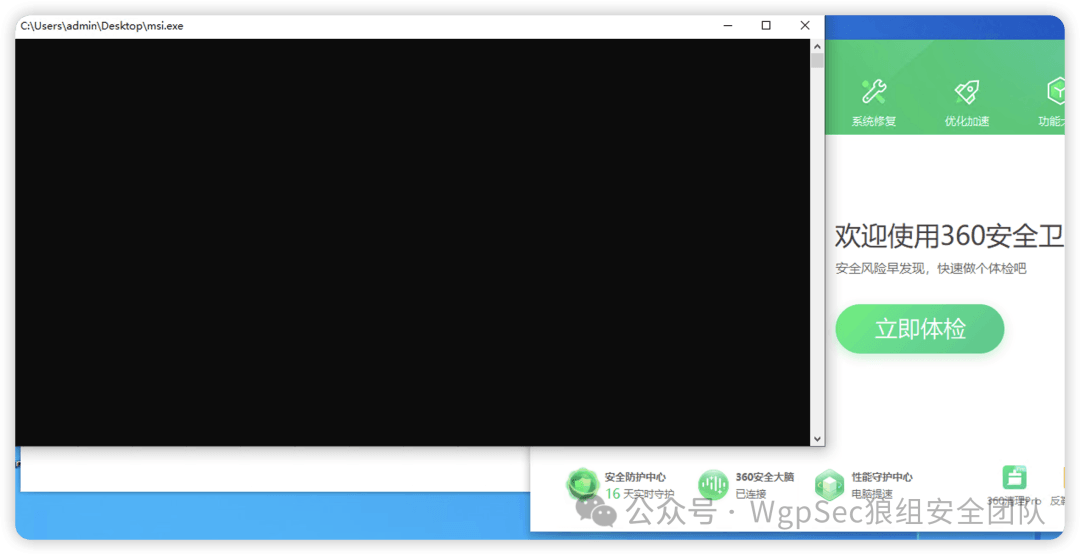 C:\Users\admin\Desktop\msi.exe
系统修复
优化加速
功能
欢迎使用360安全卫
安全风险早发现，快速做个体检吧
立即体检
安全防护中心
16 天实时守护
360安全大脑
已连接
性能守护中心
电脑提速
360清理Pro
公众号 · WgpSec狼组安全团队